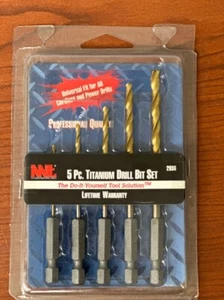 Universal Fit for All
Cordless and Power Drills
Professional Quality
5 Pc. Titanium Drill Bit Set
The Do-It-Yourself Tool Solution™
Lifetime Warranty